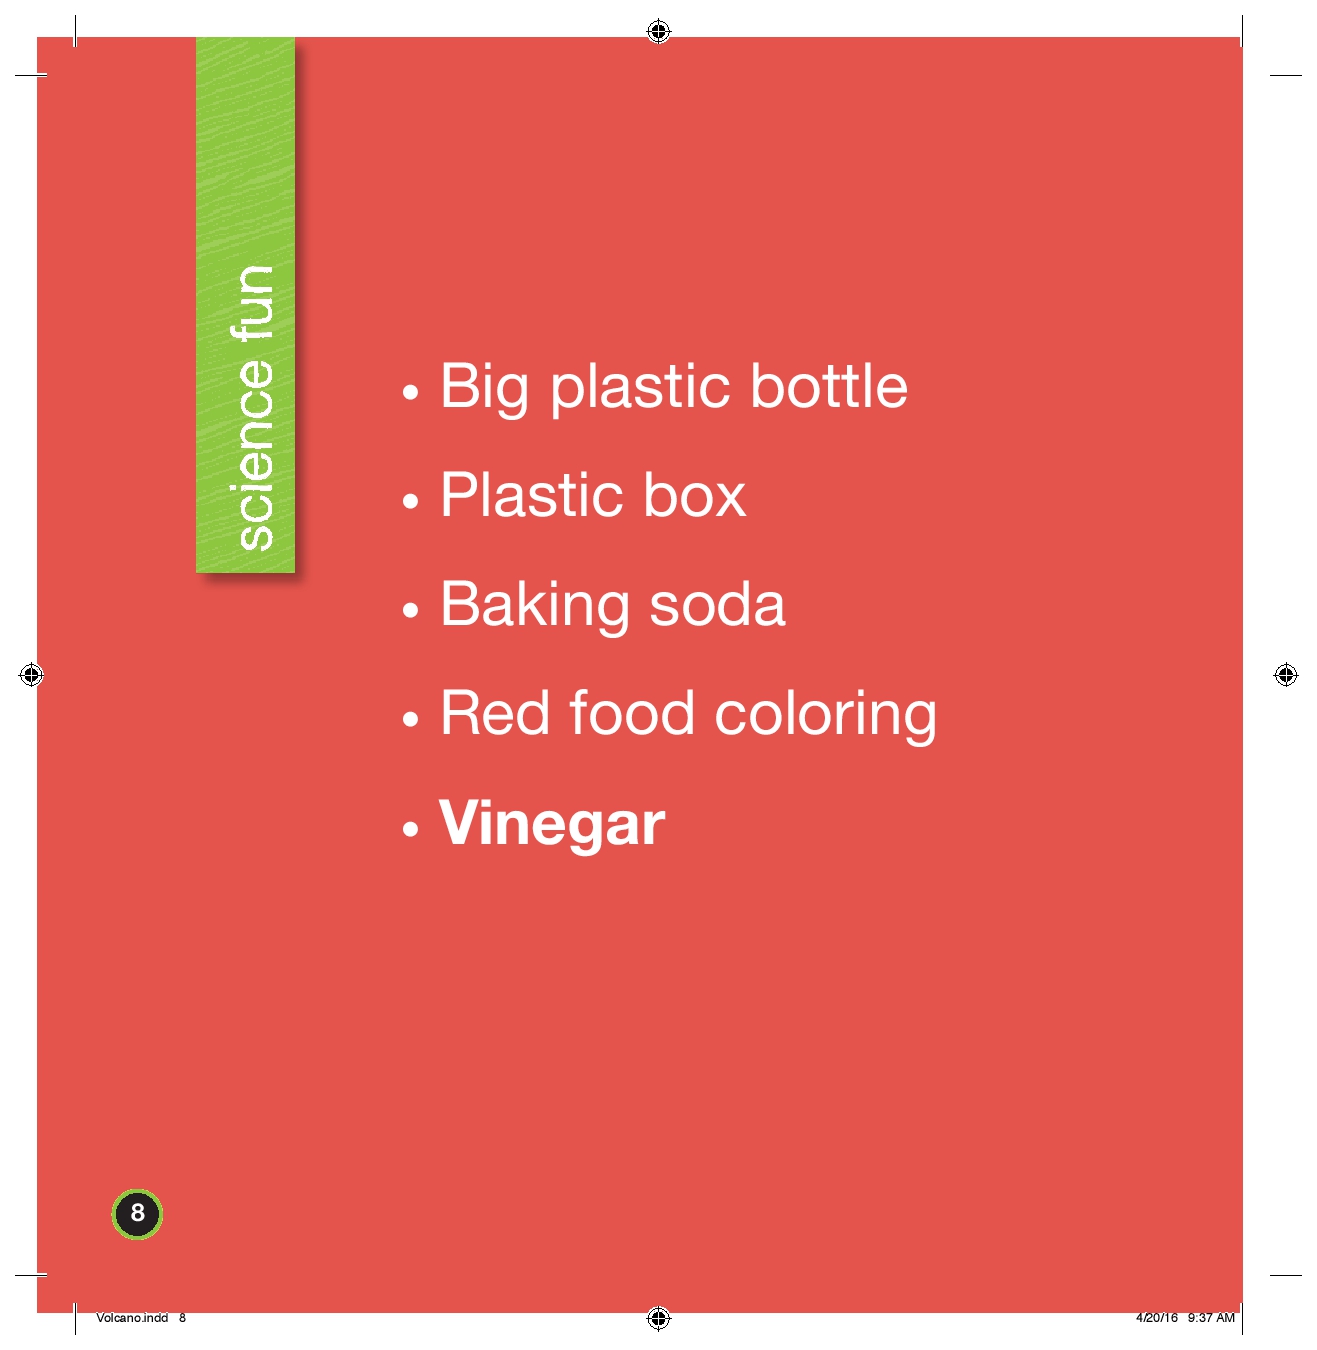 science fun
• Big plastic bottle
• Plastic box
• Baking soda
• Red food coloring
• Vinegar
8
Volcano.indd 8
4/20/16 9:37 AM